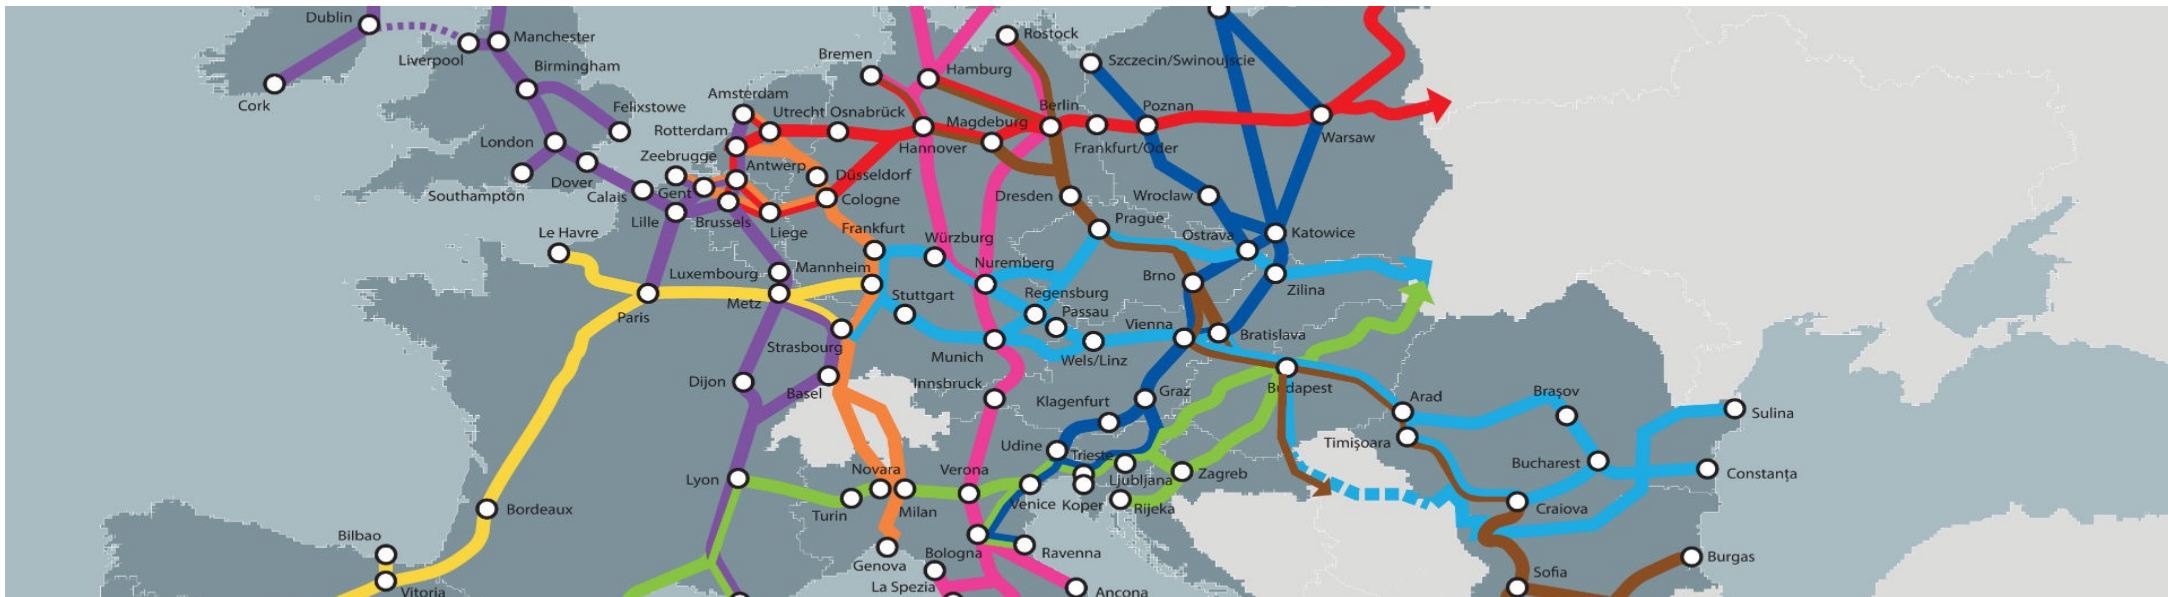 Dublin
Manchester
Liverpool
Birmingham
Cork
Felixstowe
London
Dover
Southampton
Calais
Lille
Le Havre
Paris
Bordeaux
Bilbao
Vitoria
Amsterdam
Utrecht
Osnabrück
Rotterdam
Zeebrugge
Antwerp
Gent
Brussels
Liege
Düsseldorf
Cologne
Frankfurt
Luxembourg
Mannheim
Metz
Strasbourg
Dijon
Basel
Lyon
Bremen
Hamburg
Rostock
Szczecin/Swinoujscie
Hannover
Magdeburg
Berlin
Frankfurt/Oder
Poznan
Warsaw
Dresden
Wroclaw
Prague
Ostrava
Katowice
Würzburg
Nuremberg
Stuttgart
Regensburg
Passau
Munich
Wels/Linz
Brno
Zilina
Vienna
Bratislava
Innsbruck
Graz
Klagenfurt
Budapest
Udine
Trieste
Ljubljana
Zagreb
Koper
Rijeka
Venice
Verona
Novara
Milan
Turin
Genova
Bologna
Ravenna
La Spezia
Ancona
Arad
Timișoara
Brașov
Bucharest
Sulina
Constanța
Craiova
Sofia
Burgas